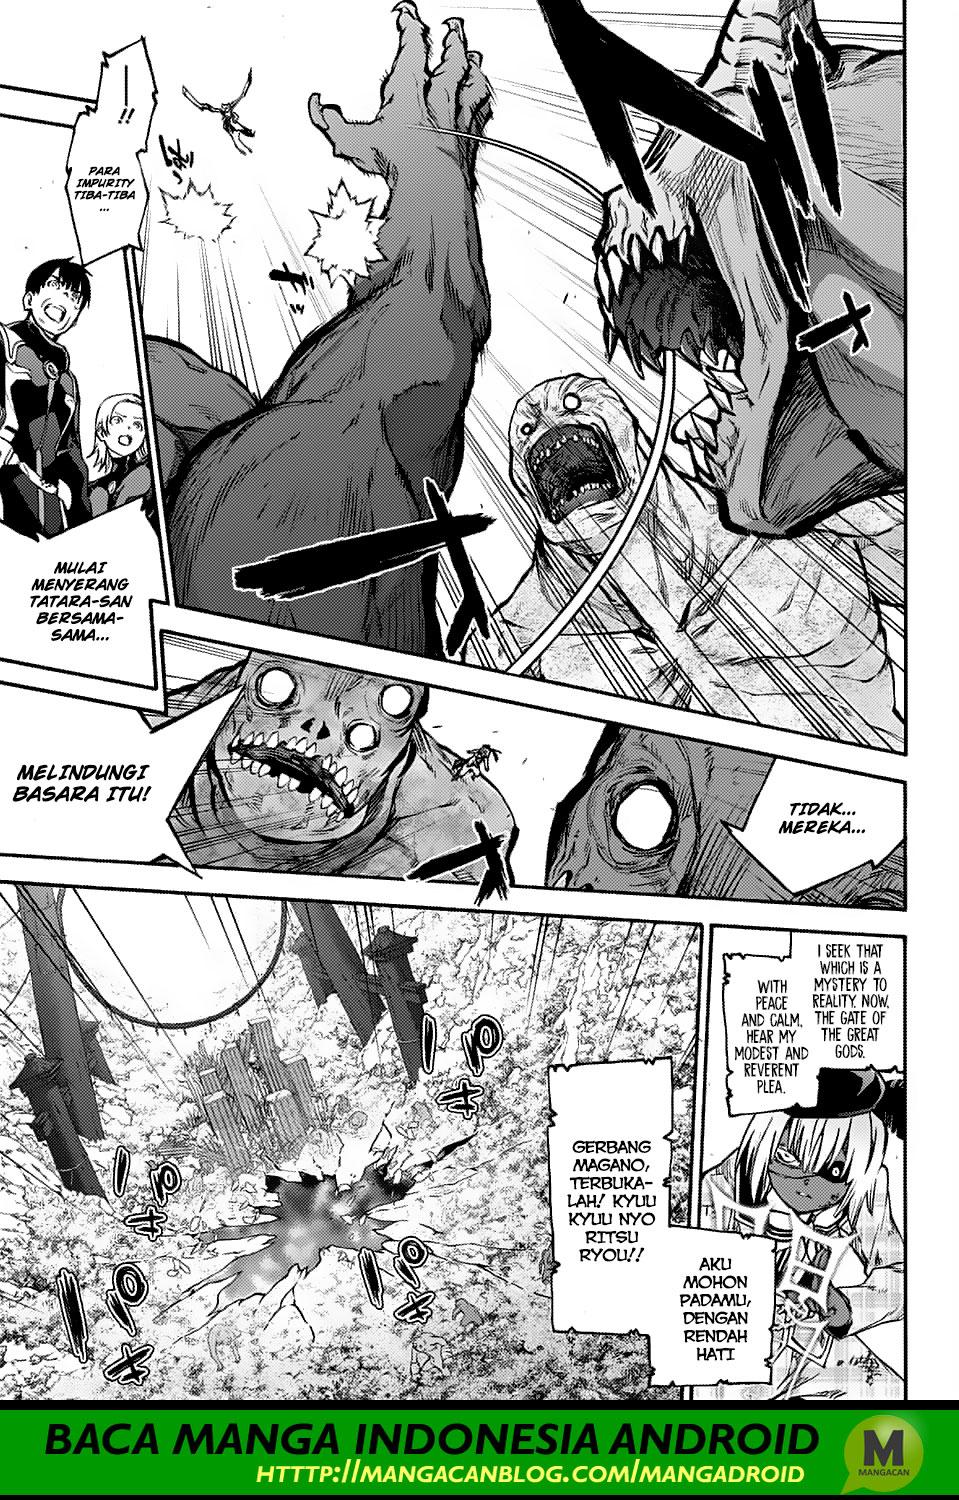 —!!
PARA
IMPURITY
TIBA-TIBA
...
MULAI
MENYERANG
TATARA-SAN
BERSAMA-
SAMA...
TIDAK...
MEREKA...
MELINDUNGI
BASARA ITU!
I SEEK THAT
WHICH IS A
MYSTERY TO
REALITY. NOW,
THE GATE OF
THE GREAT
GODS.
WITH
PEACE
AND CALM,
HEAR MY
MODEST AND
REVERENT
PLEA.
AKU
MOHON
PADAMU,
DENGAN
RENDAH
HATI
GERBANG
MAGANO,
TERBUKA-
LAH! KYUU
KYUU NYO
RITSU
RYOU!!
BACA MANGA INDONESIA ANDROID
HTTTP://MANGACANBLOG.COM/MANGADROID
M
MANGACAN